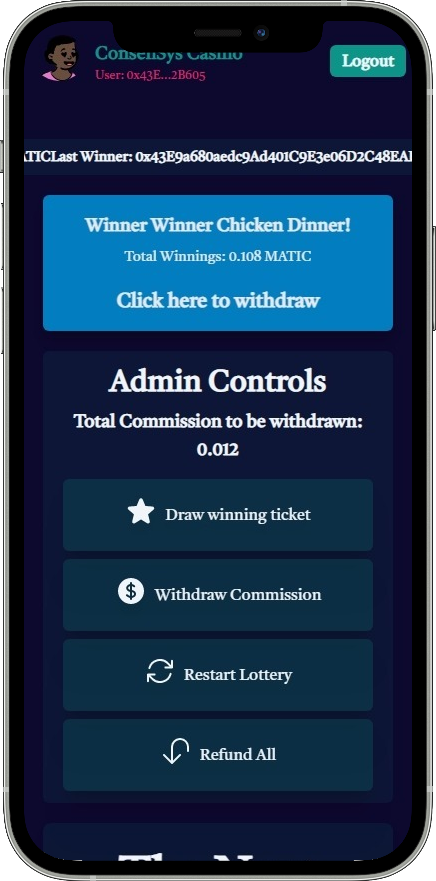 ConsenSys Casino
User: 0x43E...2B605
Logout
TICLast Winner: 0x43E9a680aedc9Ad401C9E3e06D2C48EA
Winner Winner Chicken Dinner!
Total Winnings: 0.108 MATIC
Click here to withdraw
Admin Controls
Total Commission to be withdrawn:
0.012
Draw winning ticket
Withdraw Commission
Restart Lottery
Refund All
The N